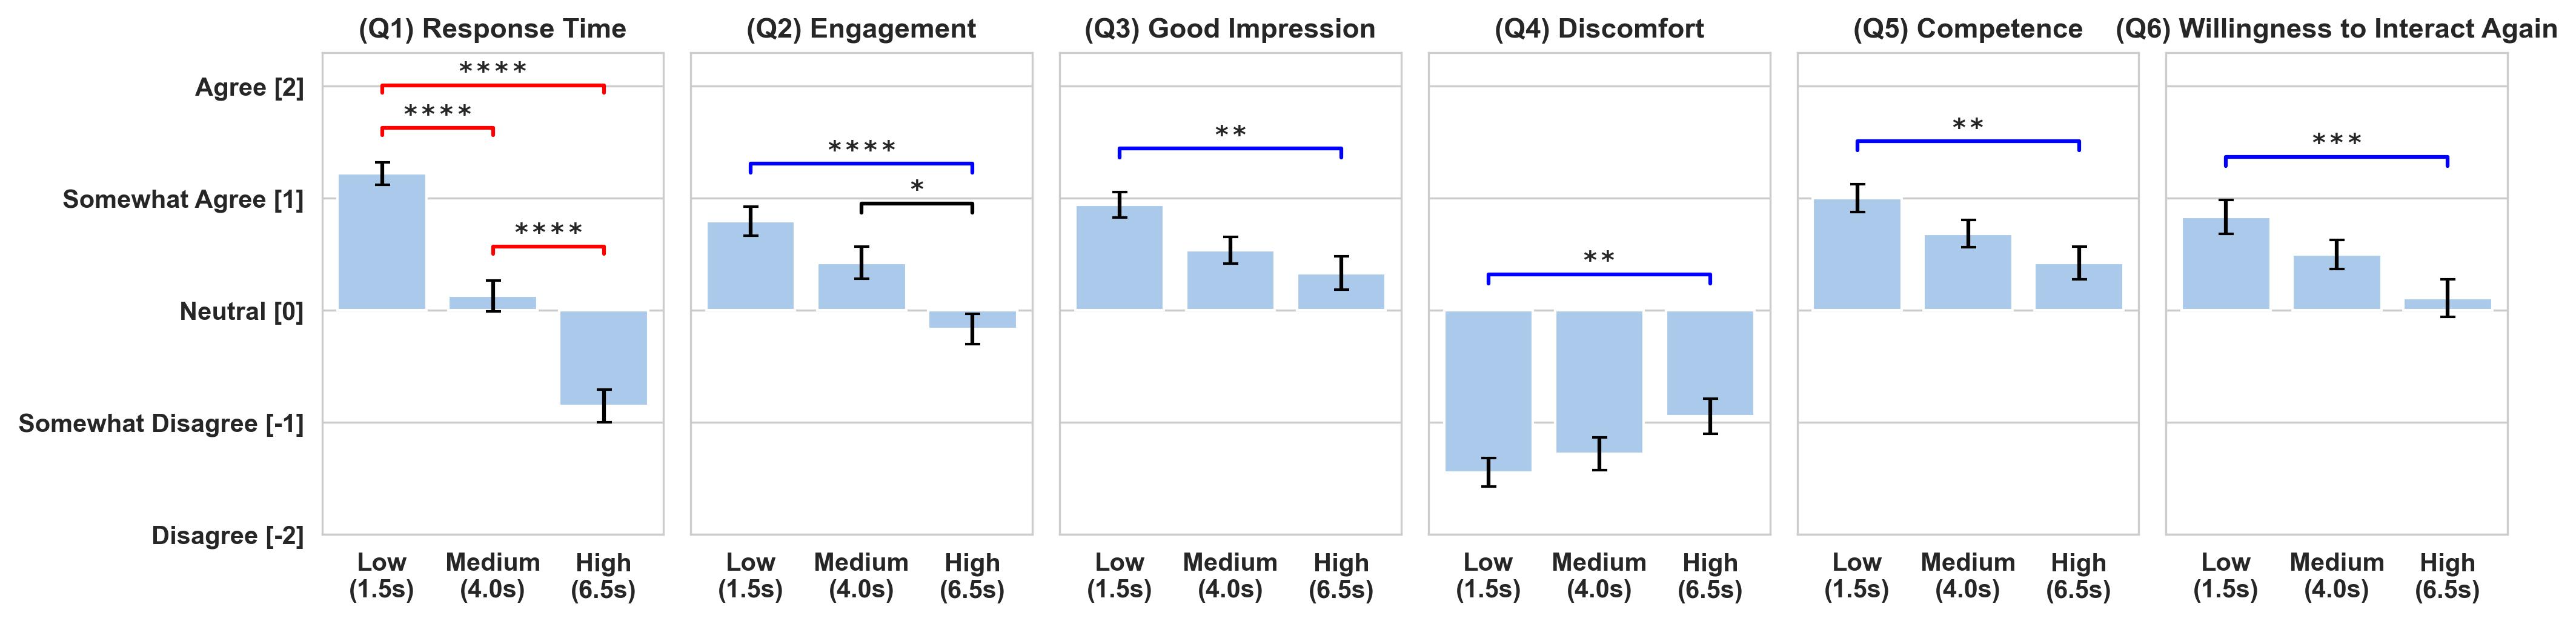 (Q1) Response Time
(Q2) Engagement
(Q3) Good Impression
(Q4) Discomfort
(Q5) Competence
(Q6) Willingness to Interact Again
Agree [2]
Somewhat Agree [1]
Neutral [0]
Somewhat Disagree [-1]
Disagree [-2]
****
****
****
****
*
**
**
**
***
Low Medium High
(1.5s) (4.0s) (6.5s)
Low Medium High
(1.5s) (4.0s) (6.5s)
Low Medium High
(1.5s) (4.0s) (6.5s)
Low Medium High
(1.5s) (4.0s) (6.5s)
Low Medium High
(1.5s) (4.0s) (6.5s)
Low Medium High
(1.5s) (4.0s) (6.5s)